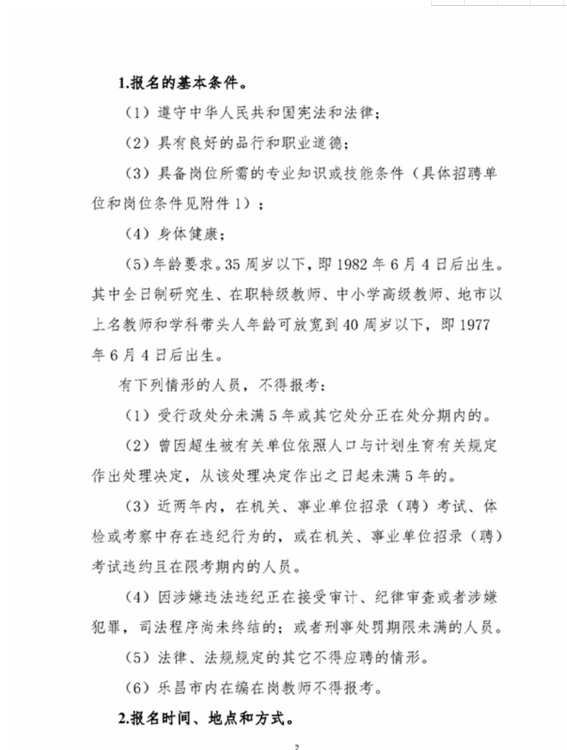 1.报名的基本条件。
（1）遵守中华人民共和国宪法和法律；
（2）具有良好的品行和职业道德；
（3）具备岗位所需的专业知识或技能条件（具体招聘单
位和岗位条件见附件 1）；
（4）身体健康；
（5）年龄要求。35 周岁以下，即 1982 年 6 月 4 日后出生。
其中全日制研究生、在职特级教师、中小学高级教师、地市以
上名教师和学科带头人年龄可放宽到 40 周岁以下，即 1977
年 6 月 4 日后出生。
有下列情形的人员，不得报考：
（1）受行政处分未满 5 年或其它处分正在处分期内的。
（2）曾因超生被有关单位依照人口与计划生育有关规定
作出处理决定，从该处理决定作出之日起未满 5 年的。
（3）近两年内，在机关、事业单位招录（聘）考试、体
检或考察中存在违纪行为的，或在机关、事业单位招录（聘）
考试违约且在限考期内的人员。
（4）因涉嫌违法违纪正在接受审计、纪律审查或者涉嫌
犯罪，司法程序尚未终结的；或者刑事处罚期限未满的人员。
（5）法律、法规规定的其它不得应聘的情形。
（6）乐昌市内在编在岗教师不得报考。
2.报名时间、地点和方式。
2